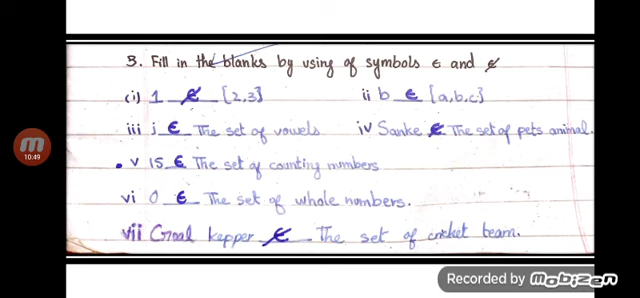 3. Fill in the blanks by using of symbols ∈ and ∉
(i) 1 ∉ {2,3} ii b ∈ {a,b,c}
iii j ∈ The set of vowels iv Sanke ∉ The set of pets animal.
v 15 ∈ The set of counting numbers
10:49
vi 0 ∈ The set of whole numbers.
vii Goal kepper ∉ The set of cricket team.
Recorded by mobizen